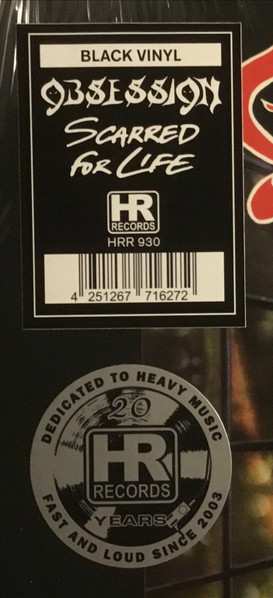 BLACK VINYL
OBSESSION
SCARRED
FOR LIFE
HR
RECORDS
HRR 930
4 251267 716272
DEDICATED TO HEAVY MUSIC
20
HR
RECORDS
YEARS
FAST AND LOUD SINCE 2003